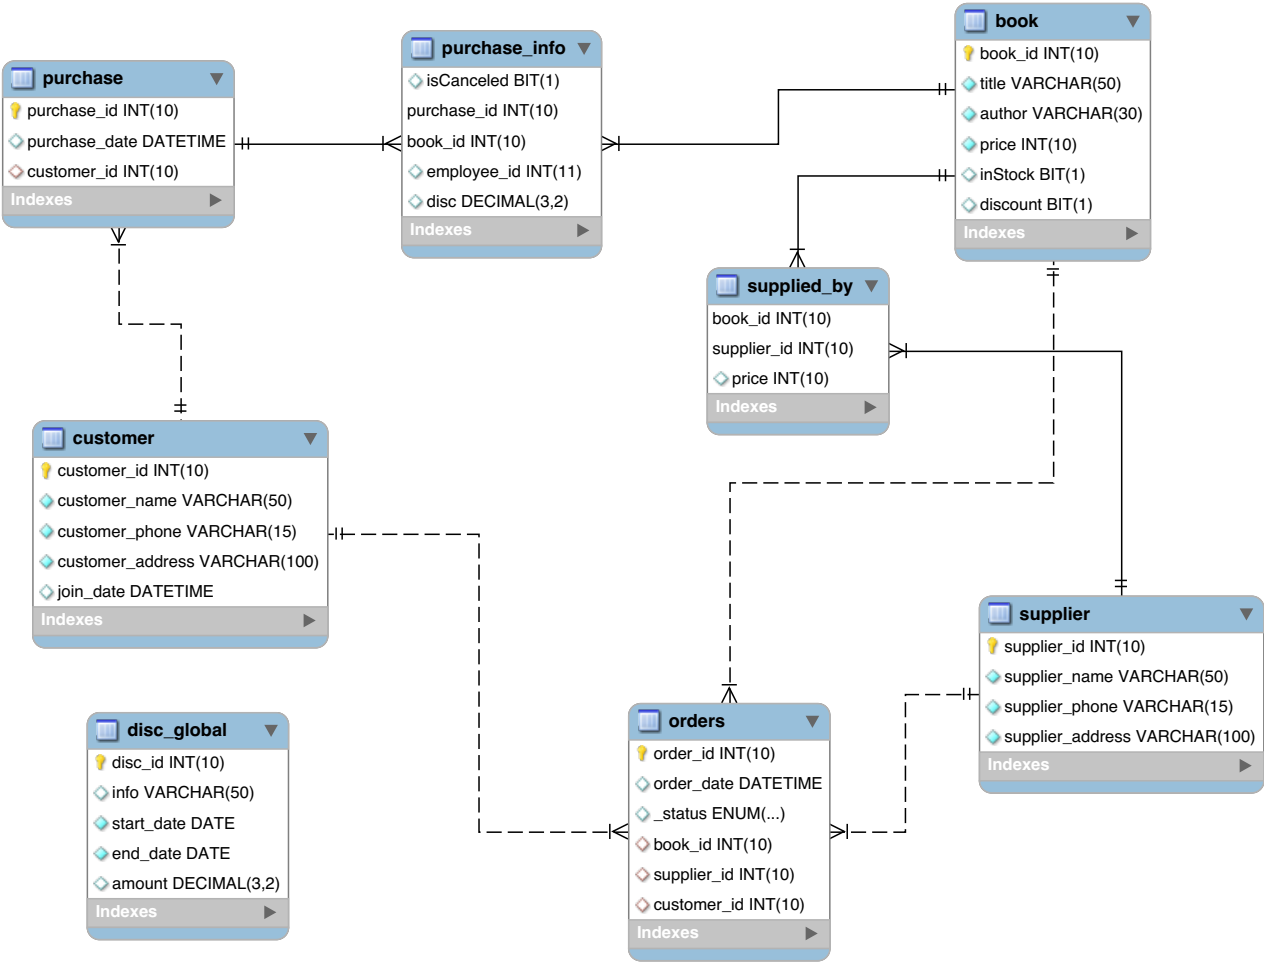 purchase
purchase_id INT(10)
purchase_date DATETIME
customer_id INT(10)
Indexes
purchase_info
isCanceled BIT(1)
purchase_id INT(10)
book_id INT(10)
employee_id INT(11)
disc DECIMAL(3,2)
Indexes
book
book_id INT(10)
title VARCHAR(50)
author VARCHAR(30)
price INT(10)
inStock BIT(1)
discount BIT(1)
Indexes
supplied_by
book_id INT(10)
supplier_id INT(10)
price INT(10)
Indexes
customer
customer_id INT(10)
customer_name VARCHAR(50)
customer_phone VARCHAR(15)
customer_address VARCHAR(100)
join_date DATETIME
Indexes
supplier
supplier_id INT(10)
supplier_name VARCHAR(50)
supplier_phone VARCHAR(15)
supplier_address VARCHAR(100)
Indexes
disc_global
disc_id INT(10)
info VARCHAR(50)
start_date DATE
end_date DATE
amount DECIMAL(3,2)
Indexes
orders
order_id INT(10)
order_date DATETIME
_status ENUM(...)
book_id INT(10)
supplier_id INT(10)
customer_id INT(10)
Indexes